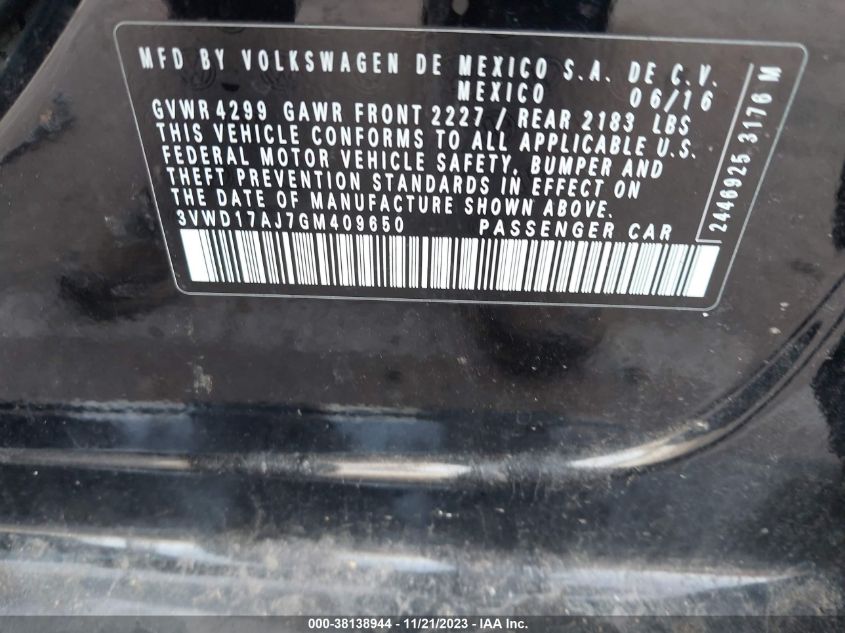 MFD BY VOLKSWAGEN DE MEXICO S.A. DE C.V.
MEXICO 06/16
GVWR 4299 GAWR FRONT 2227 / REAR 2183 LBS
THIS VEHICLE CONFORMS TO ALL APPLICABLE U.S.
FEDERAL MOTOR VEHICLE SAFETY, BUMPER AND
THEFT PREVENTION STANDARDS IN EFFECT ON
THE DATE OF MANUFACTURE SHOWN ABOVE.
3VWD17AJ7GM409650 PASSENGER CAR
2446925 3176 M
000-38138944 - 11/21/2023 - IAA Inc.